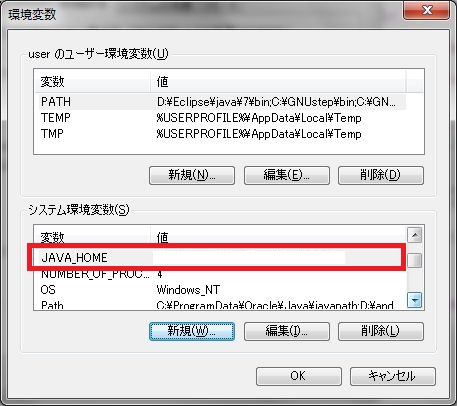 環境変数
user のユーザー環境変数(U)
変数 値
PATH D:¥Eclipse¥java¥7¥bin;C:¥GNUstep¥bin;C:¥GN...
TEMP %USERPROFILE%¥AppData¥Local¥Temp
TMP %USERPROFILE%¥AppData¥Local¥Temp
新規(N)... 編集(E)... 削除(D)
システム環境変数(S)
変数 値
JAVA_HOME
NUMBER_OF_PROC... 4
OS Windows_NT
Path C:¥ProgramData¥Oracle¥Java¥javapath;D:¥and
新規(W)... 編集(I)... 削除(L)
OK キャンセル